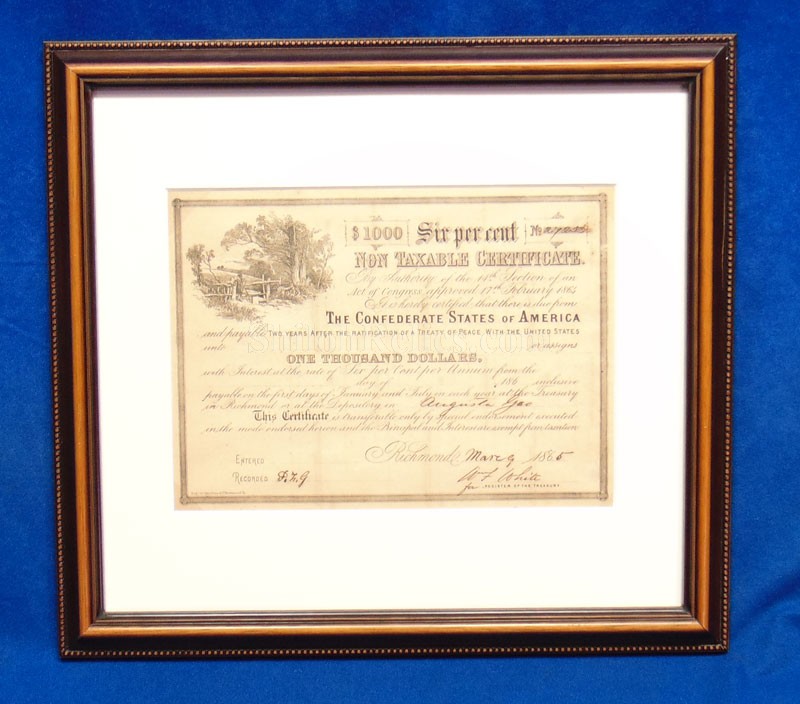 $1000 Six per cent No
NON TAXABLE CERTIFICATE.
By Authority of the 14th Section of an
Act of Congress approved 17th February 1864
It is hereby certified that there is due from
THE CONFEDERATE STATES OF AMERICA
and payable TWO YEARS AFTER THE RATIFICATION OF A TREATY OF PEACE WITH THE UNITED STATES
unto or assigns
ONE THOUSAND DOLLARS,
with Interest at the rate of Six per Cent per Annum from the
day of 186 inclusive
payable on the first days of January and July in each year at the Treasury
in Richmond or at the Depository in Augusta Geo
This Certificate is transferable only by special endorsement executed
in the mode endorsed hereon and the Principal and Interest are exempt from taxation
Richmond, Mar 9 1865
ENTERED
RECORDED
W F White
for REGISTER OF THE TREASURY